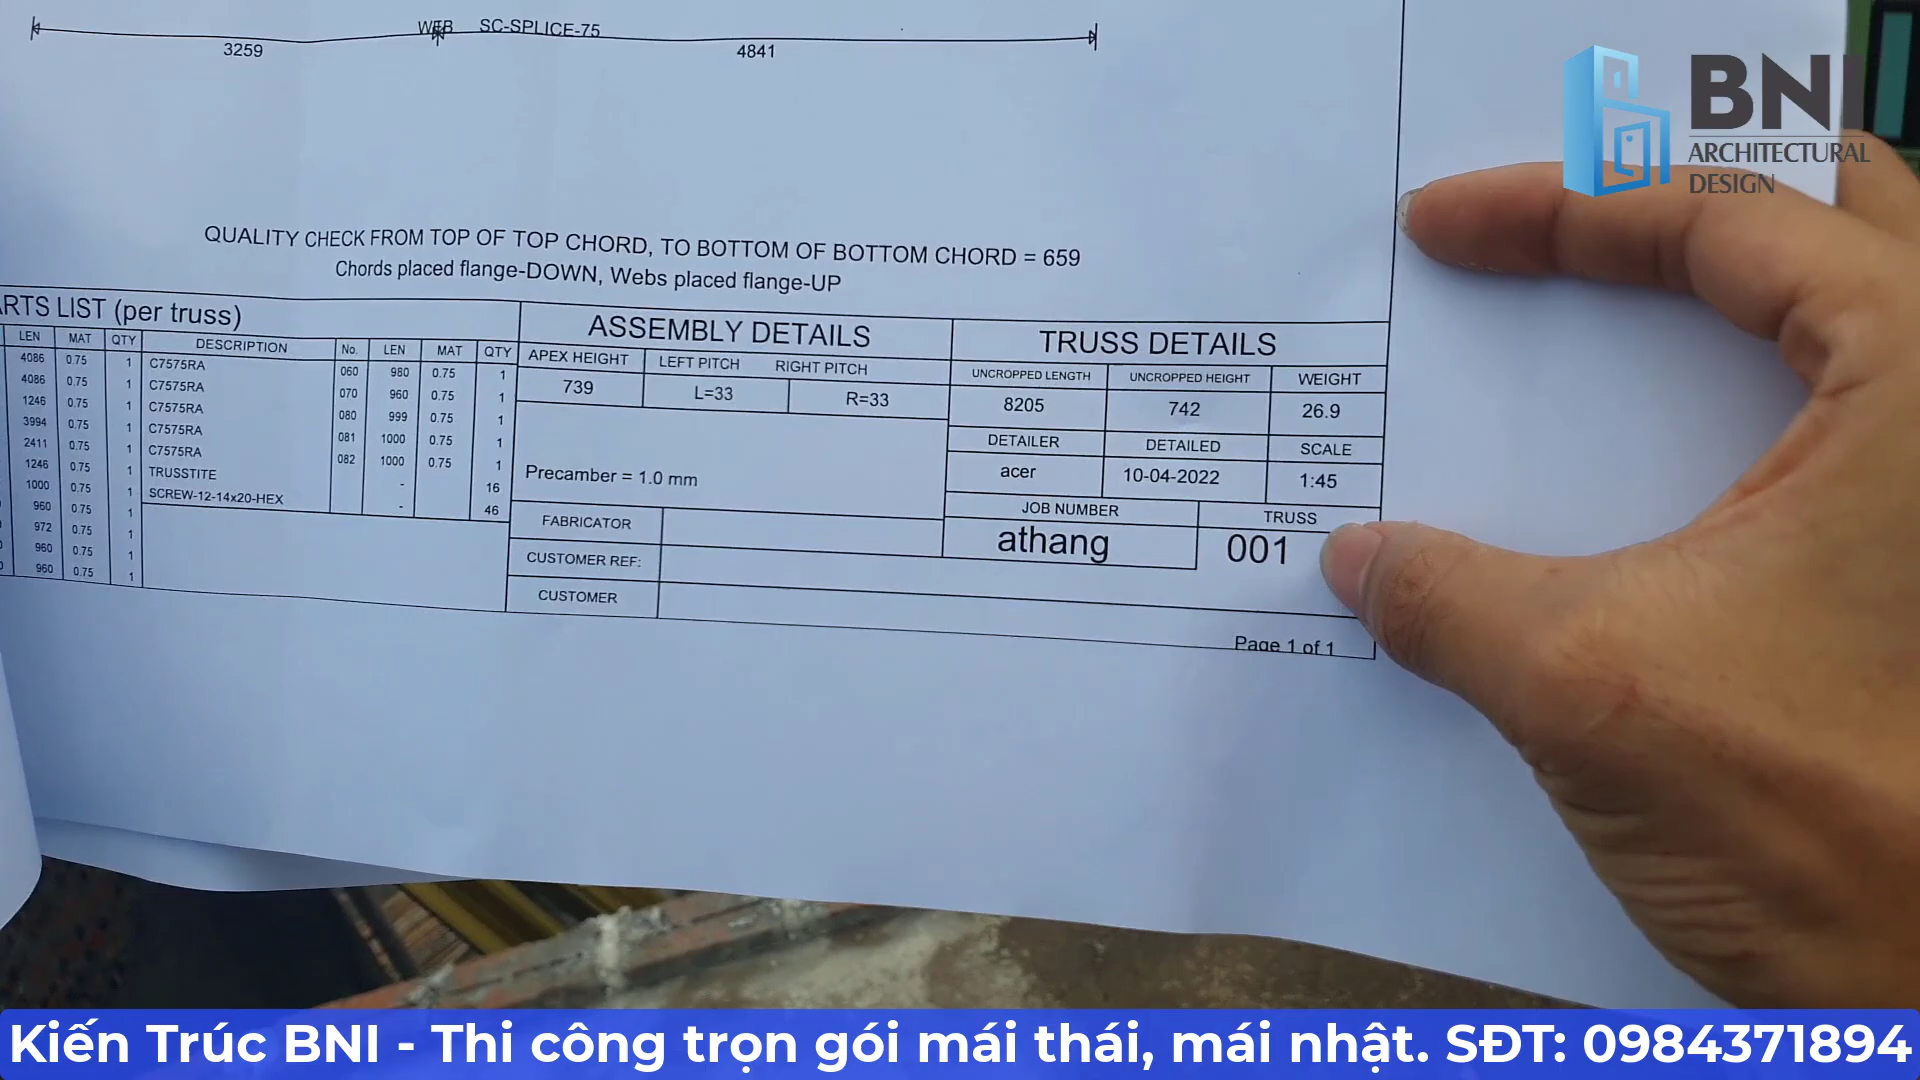 WEB SC-SPLICE-75
3259 4841
BNI
ARCHITECTURAL
DESIGN
QUALITY CHECK FROM TOP OF TOP CHORD, TO BOTTOM OF BOTTOM CHORD = 659
Chords placed flange-DOWN, Webs placed flange-UP
ARTS LIST (per truss)
LEN MAT QTY DESCRIPTION No. LEN MAT QTY
4086 0.75 1 C7575RA 060 980 0.75 1
4086 0.75 1 C7575RA 070 960 0.75 1
1246 0.75 1 C7575RA 080 999 0.75 1
3994 0.75 1 C7575RA 081 1000 0.75 1
2411 0.75 1 C7575RA 082 1000 0.75 1
1246 0.75 1 TRUSSTITE - 16
1000 0.75 1 SCREW-12-14x20-HEX - 46
960 0.75 1
972 0.75 1
960 0.75 1
960 0.75 1
ASSEMBLY DETAILS
APEX HEIGHT LEFT PITCH RIGHT PITCH
739 L=33 R=33
Precamber = 1.0 mm
FABRICATOR
CUSTOMER REF:
CUSTOMER
TRUSS DETAILS
UNCROPPED LENGTH UNCROPPED HEIGHT WEIGHT
8205 742 26.9
DETAILER DETAILED SCALE
acer 10-04-2022 1:45
JOB NUMBER TRUSS
athang 001
Page 1 of 1
Kiến Trúc BNI - Thi công trọn gói mái thái, mái nhật. SĐT: 0984371894